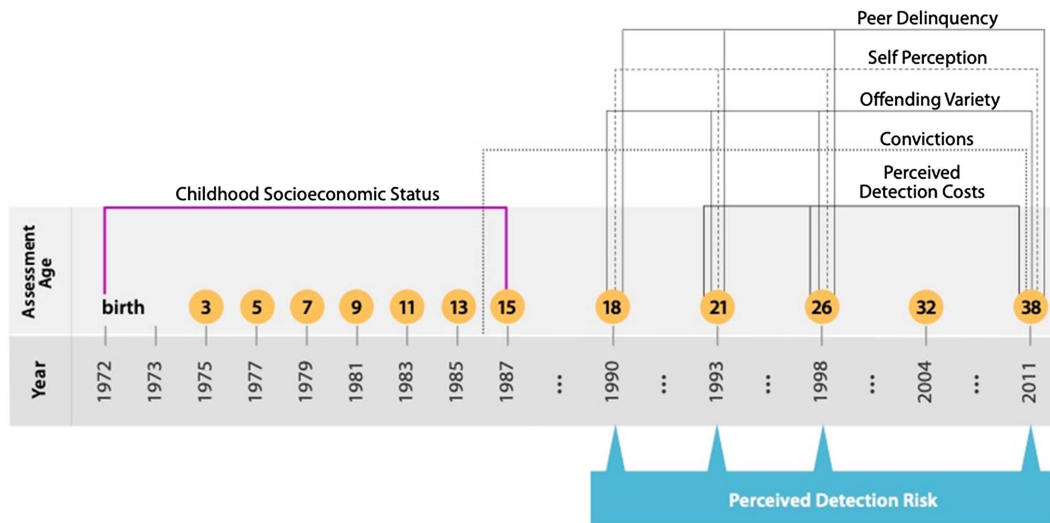 Peer Delinquency
Self Perception
Offending Variety
Convictions
Perceived
Detection Costs
Childhood Socioeconomic Status
Assessment
Age
birth 3 5 7 9 11 13 15 18 21 26 32 38
Year
1972 1973 1975 1977 1979 1981 1983 1985 1987 ... 1990 ... 1993 ... 1998 ... 2004 ... 2011
Perceived Detection Risk